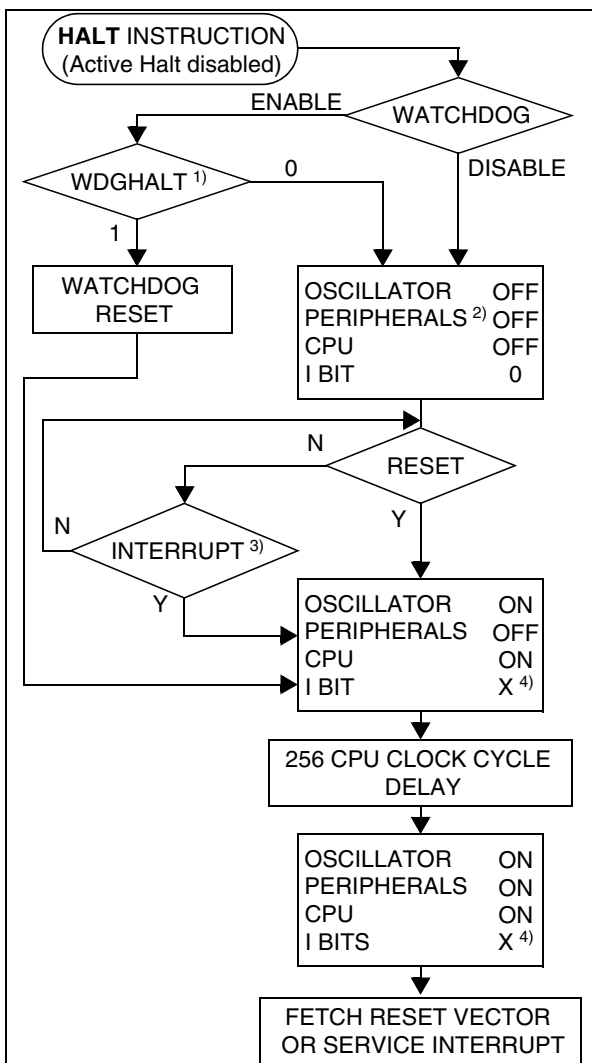 HALT INSTRUCTION
(Active Halt disabled)
ENABLE
WATCHDOG
WDGHALT 1)
0
DISABLE
1
WATCHDOG
RESET
OSCILLATOR OFF
PERIPHERALS 2) OFF
CPU OFF
I BIT 0
N
RESET
N
INTERRUPT 3)
Y
Y
OSCILLATOR ON
PERIPHERALS OFF
CPU ON
I BIT X 4)
256 CPU CLOCK CYCLE
DELAY
OSCILLATOR ON
PERIPHERALS ON
CPU ON
I BITS X 4)
FETCH RESET VECTOR
OR SERVICE INTERRUPT